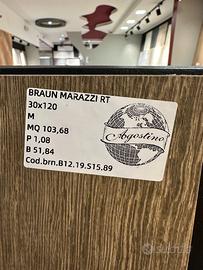 BRAUN MARAZZI RT
30x120
M
MQ 103,68
P 1,08
B 51,84
Cod.brn.B12.19.S15.89
Agostino
subito